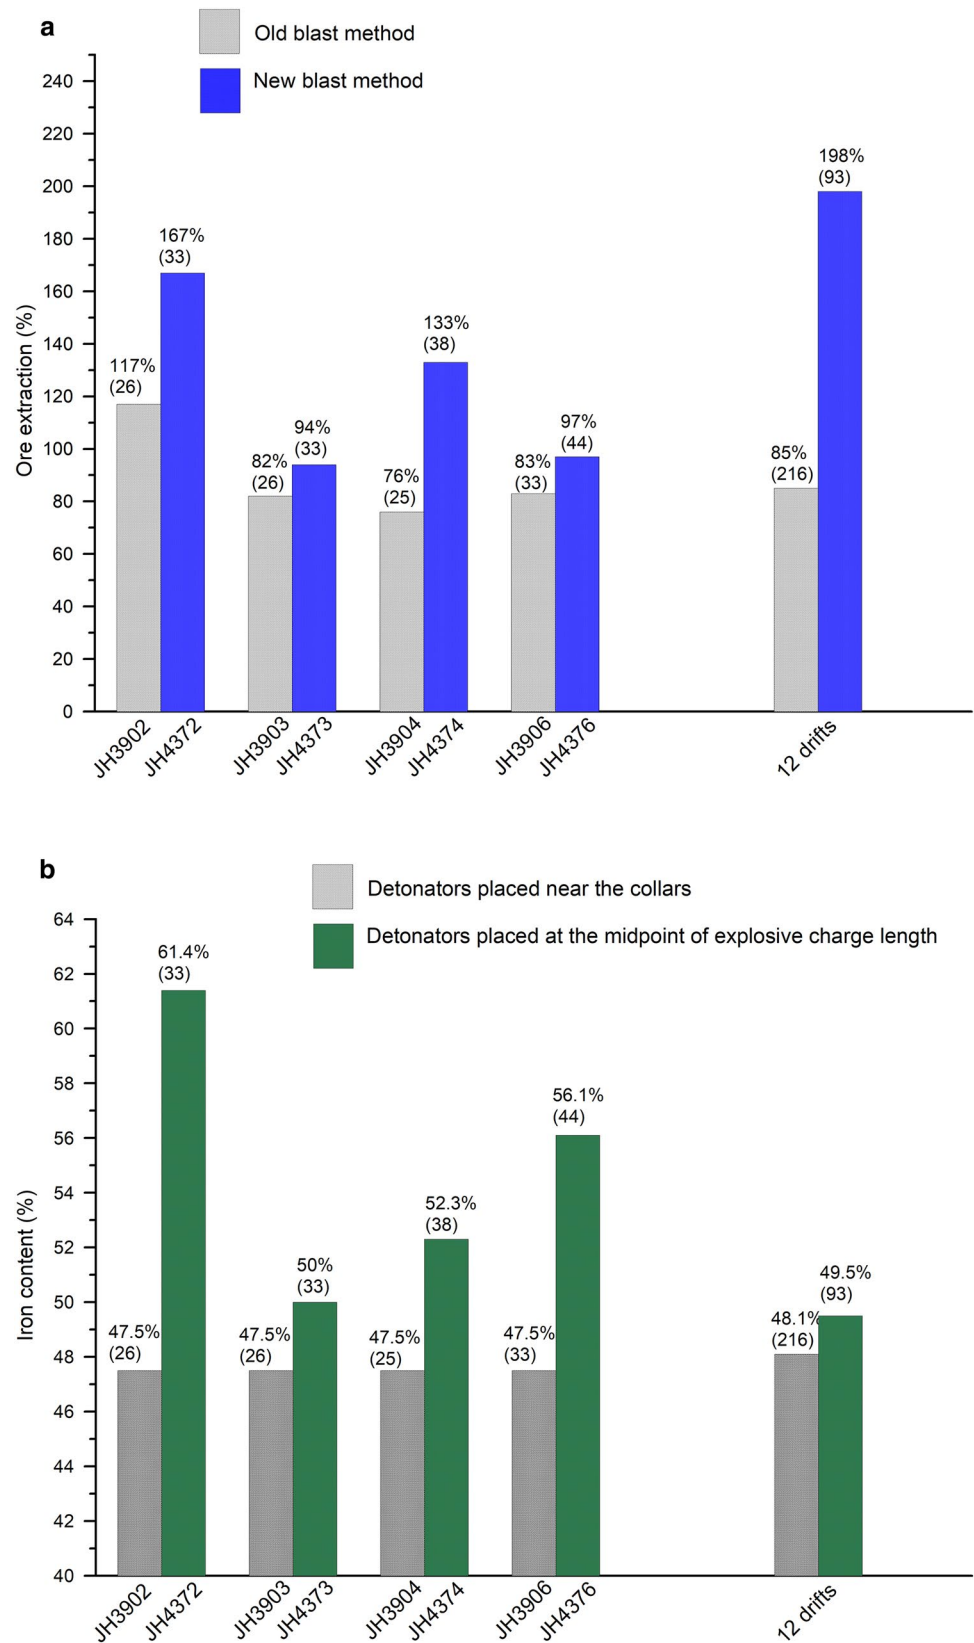 a
Old blast method
New blast method
Ore extraction (%)
240
220
200
180
160
140
120
100
80
60
40
20
0
117%
(26)
167%
(33)
82%
(26)
94%
(33)
76%
(25)
133%
(38)
83%
(33)
97%
(44)
85%
(216)
198%
(93)
JH3902
JH4372
JH3903
JH4373
JH3904
JH4374
JH3906
JH4376
12 drifts
b
Detonators placed near the collars
Detonators placed at the midpoint of explosive charge length
Iron content (%)
64
62
60
58
56
54
52
50
48
46
44
42
40
47.5%
(26)
61.4%
(33)
47.5%
(26)
50%
(33)
47.5%
(25)
52.3%
(38)
47.5%
(33)
56.1%
(44)
48.1%
(216)
49.5%
(93)
JH3902
JH4372
JH3903
JH4373
JH3904
JH4374
JH3906
JH4376
12 drifts